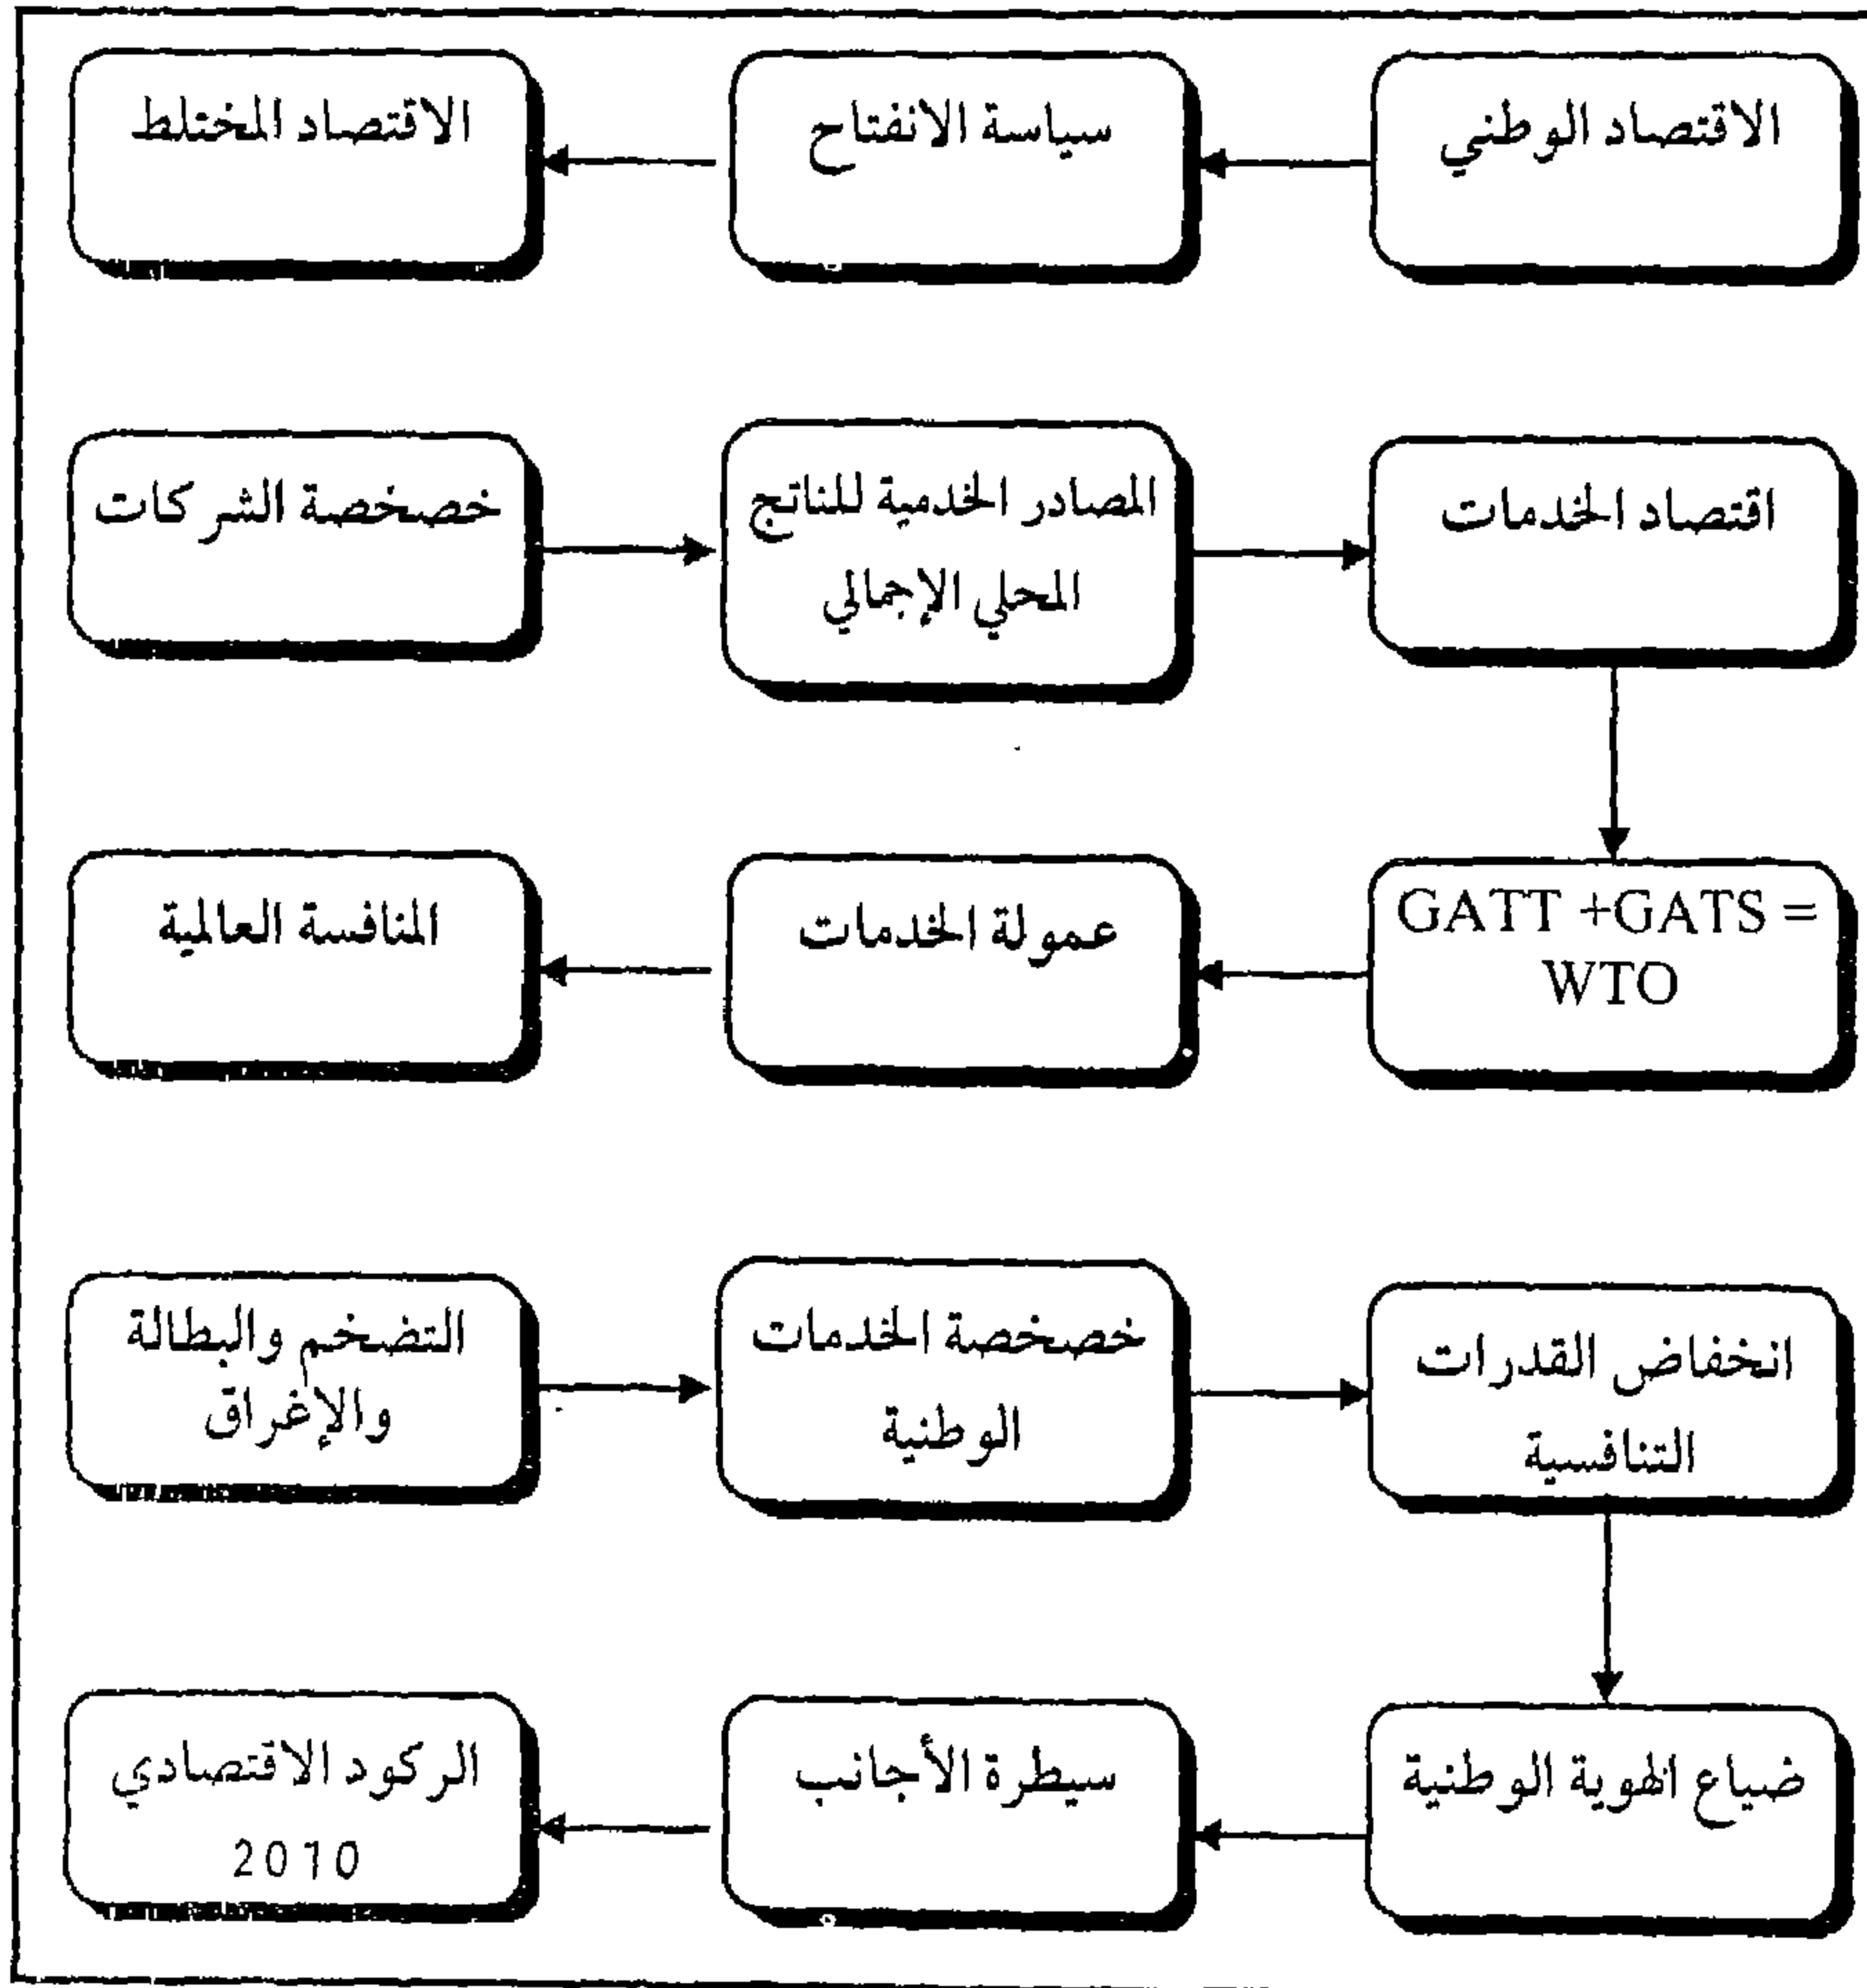 الاقتصاد الوطني
سياسة الانفتاح
الاقتصاد المختلط
اقتصاد الخدمات
المصادر الخدمية للناتج
المحلي الإجمالي
خصخصة الشركات
GATT +GATS =
WTO
عمولة الخدمات
المنافسة العالمية
انخفاض القدرات
التنافسية
خصخصة الخدمات
الوطنية
التضخم والبطالة
والإغراق
ضياع الهوية الوطنية
سيطرة الأجانب
الركود الاقتصادي
2010